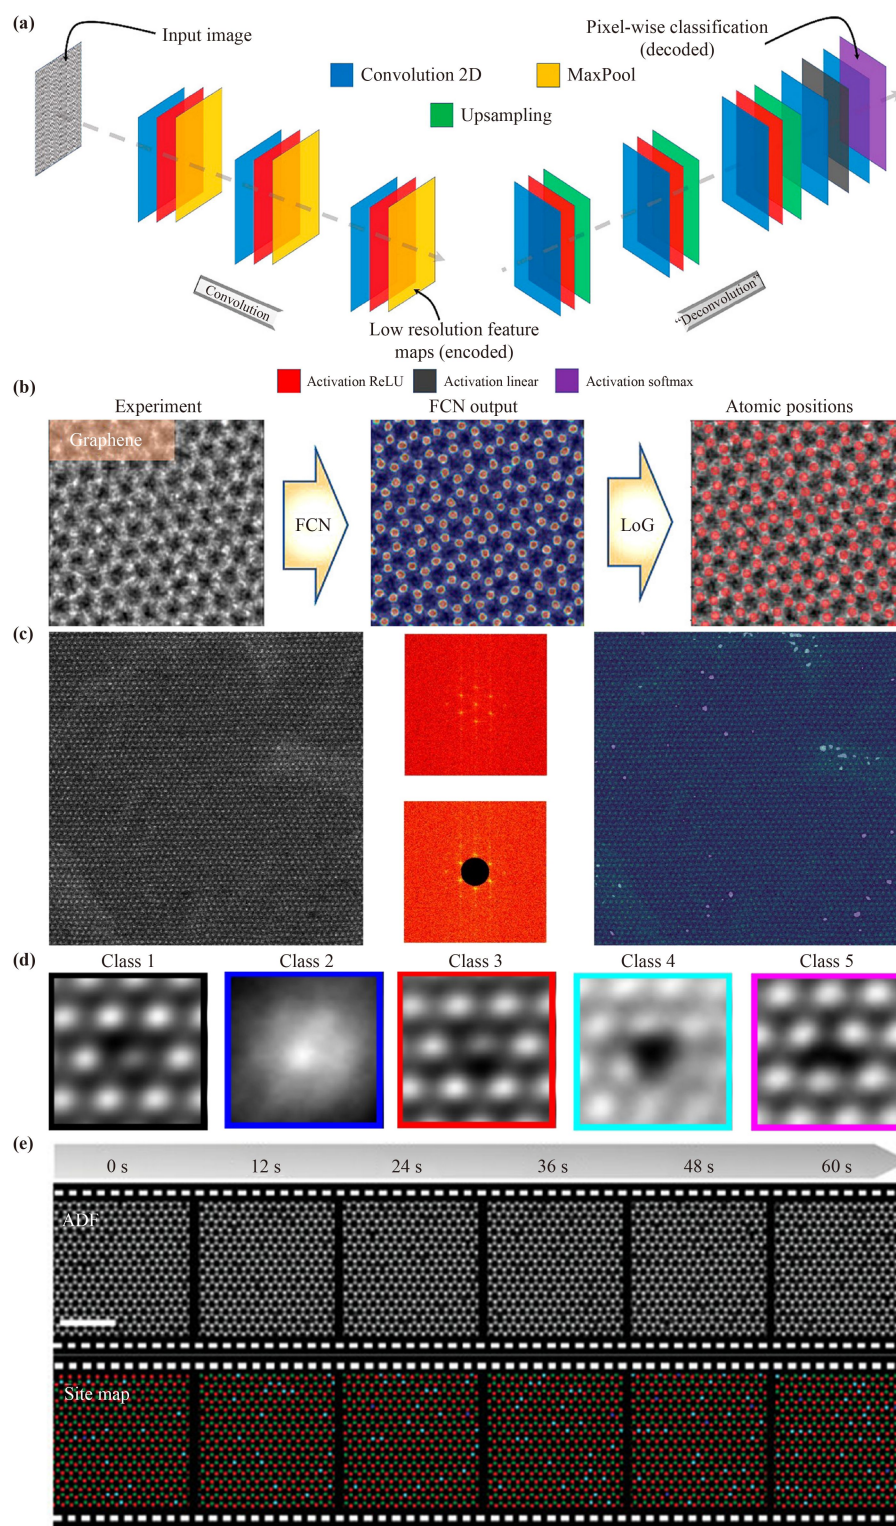 (a)
Input image
Pixel-wise classification
(decoded)
Convolution 2D
MaxPool
Upsampling
Convolution
"Deconvolution"
Low resolution feature
maps (encoded)
Activation ReLU
Activation linear
Activation softmax
(b)
Experiment
FCN output
Atomic positions
Graphene
FCN
LoG
(c)
(d)
Class 1
Class 2
Class 3
Class 4
Class 5
(e)
0 s
12 s
24 s
36 s
48 s
60 s
ADF
Site map